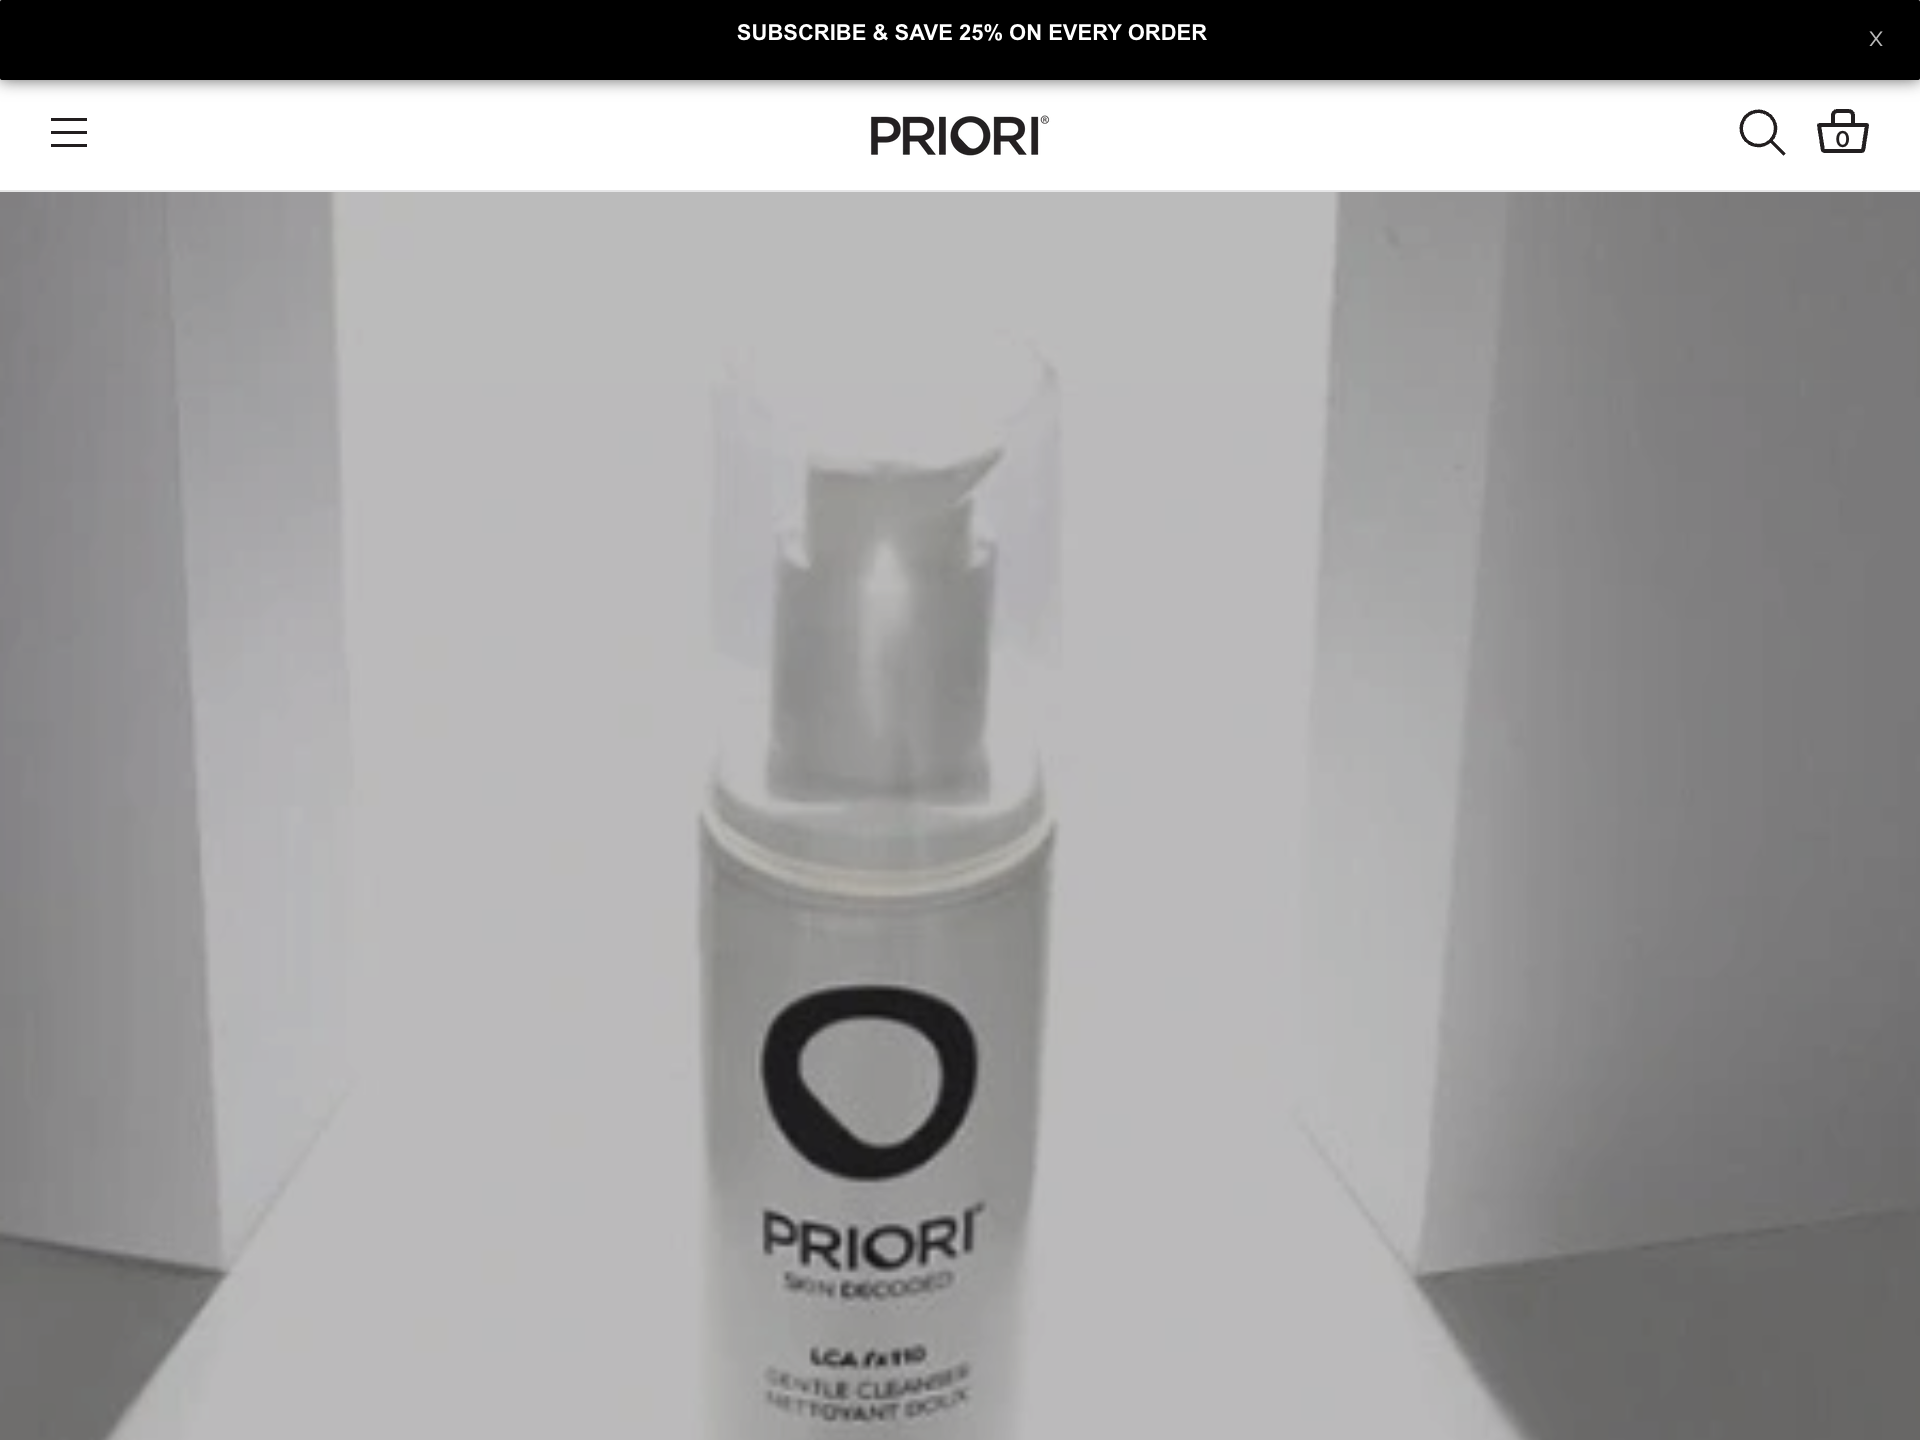 SUBSCRIBE & SAVE 25% ON EVERY ORDER
X
PRIORI®
0
PRIORI
SKIN DECODED
LCA fx110
GENTLE CLEANSER
NETTOYANT DOUX